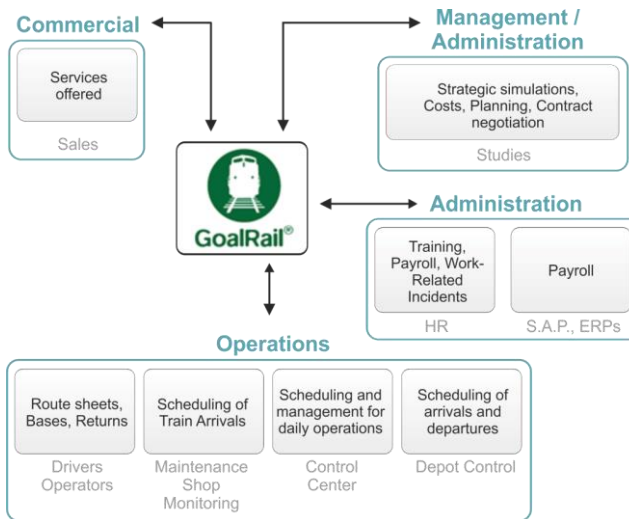 Commercial
Services
offered
Sales
Management /
Administration
Strategic simulations,
Costs, Planning, Contract
negotiation
Studies
GoalRail®
Administration
Training,
Payroll, Work-
Related
Incidents
HR
Payroll
S.A.P., ERPs
Operations
Route sheets,
Bases, Returns
Drivers
Operators
Scheduling of
Train Arrivals
Maintenance
Shop
Monitoring
Scheduling and
management for
daily operations
Control
Center
Scheduling of
arrivals and
departures
Depot Control